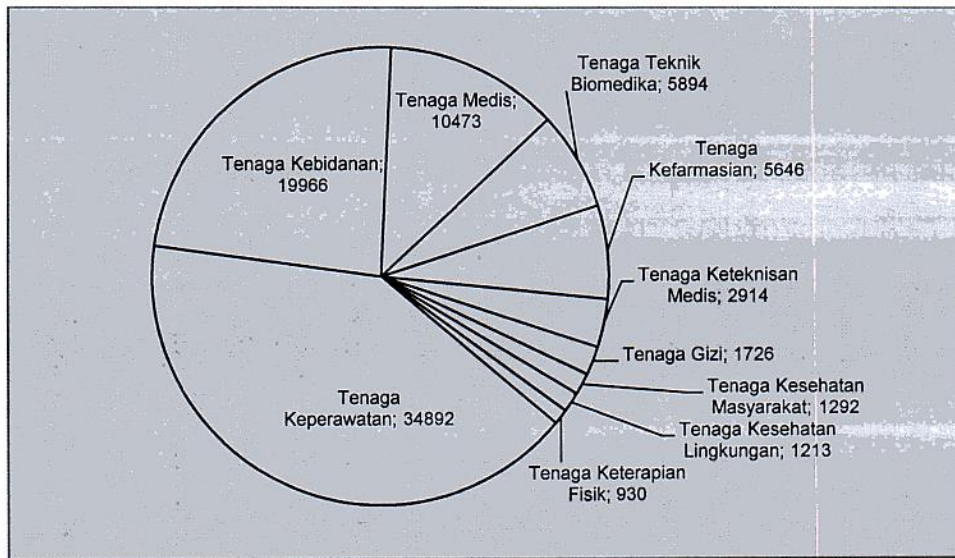 Tenaga Medis;
10473
Tenaga Teknik
Biomedika; 5894
Tenaga
Kefarmasian; 5646
Tenaga Keteknisan
Medis; 2914
Tenaga Gizi; 1726
Tenaga Kesehatan
Masyarakat; 1292
Tenaga Kesehatan
Lingkungan; 1213
Tenaga Keterapian
Fisik; 930
Tenaga
Keperawatan; 34892
Tenaga Kebidanan;
19966